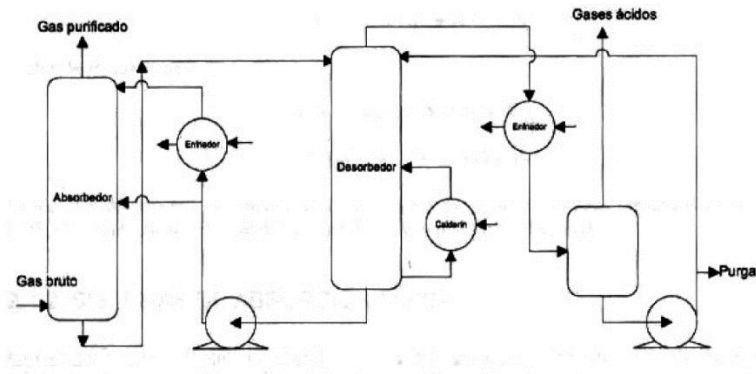 Gas purificado
Gases ácidos
Enfriador
Enfriador
Absorbedor
Desorbedor
Calderín
Gas bruto
Purga